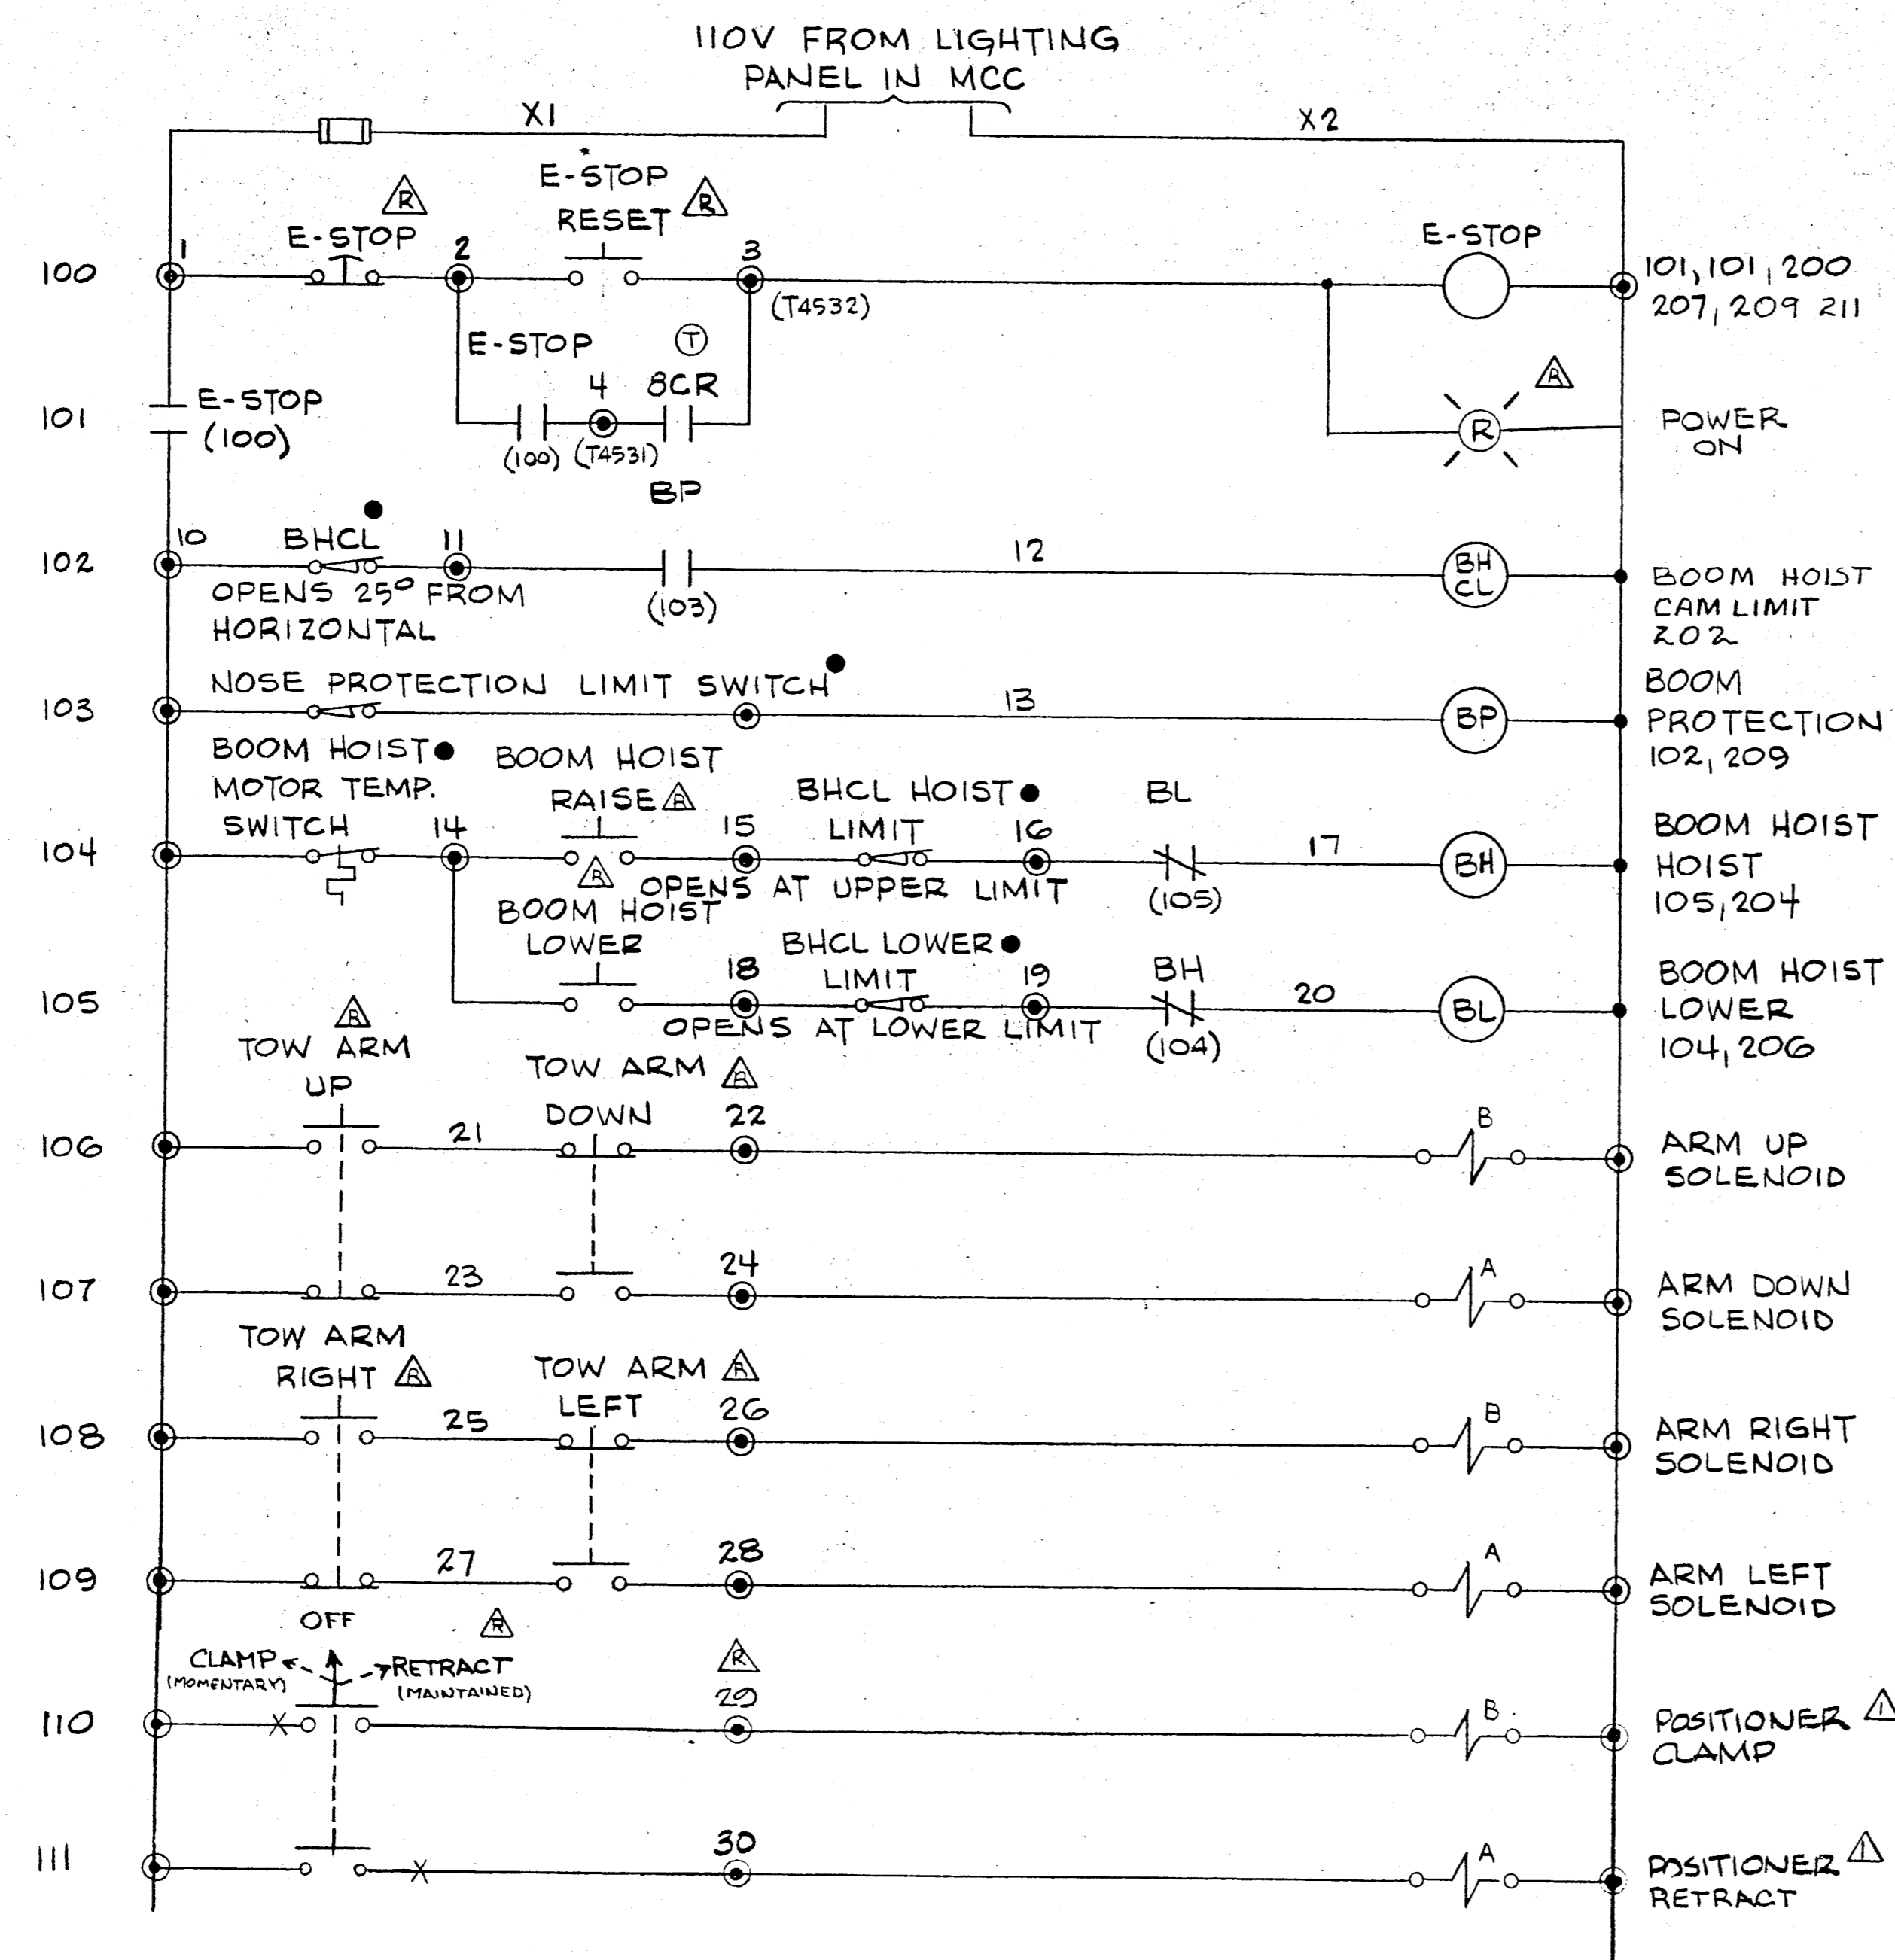 110V FROM LIGHTING
PANEL IN MCC
X1
X2
E-STOP
RESET R
E-STOP R
1
2
3
E-STOP
100
(T4532)
101, 101, 200
207, 209 211
E-STOP
T
4
8CR
R
101
E-STOP
(100)
(100)
(T4531)
R
POWER
ON
BP
102
10
BHCL
11
12
BH
CL
OPENS 25° FROM
HORIZONTAL
(103)
BOOM HOIST
CAM LIMIT
202
103
NOSE PROTECTION LIMIT SWITCH
13
BP
BOOM
PROTECTION
102, 209
BOOM HOIST
MOTOR TEMP.
SWITCH
BOOM HOIST
RAISE R
BHCL HOIST
LIMIT
BL
104
14
15
16
17
BH
BOOM HOIST
HOIST
105, 204
OPENS AT UPPER LIMIT
(105)
R
BOOM HOIST
LOWER
BHCL LOWER
LIMIT
BH
105
18
19
20
BL
BOOM HOIST
LOWER
104, 206
OPENS AT LOWER LIMIT
(104)
R
TOW ARM
UP
TOW ARM R
DOWN
106
21
22
B
ARM UP
SOLENOID
107
23
24
A
ARM DOWN
SOLENOID
TOW ARM
RIGHT R
TOW ARM R
LEFT
108
25
26
B
ARM RIGHT
SOLENOID
109
27
28
A
ARM LEFT
SOLENOID
OFF
R
CLAMP
(MOMENTARY)
RETRACT
(MAINTAINED)
R
110
X
29
B
POSITIONER 1
CLAMP
111
X
30
A
POSITIONER 1
RETRACT